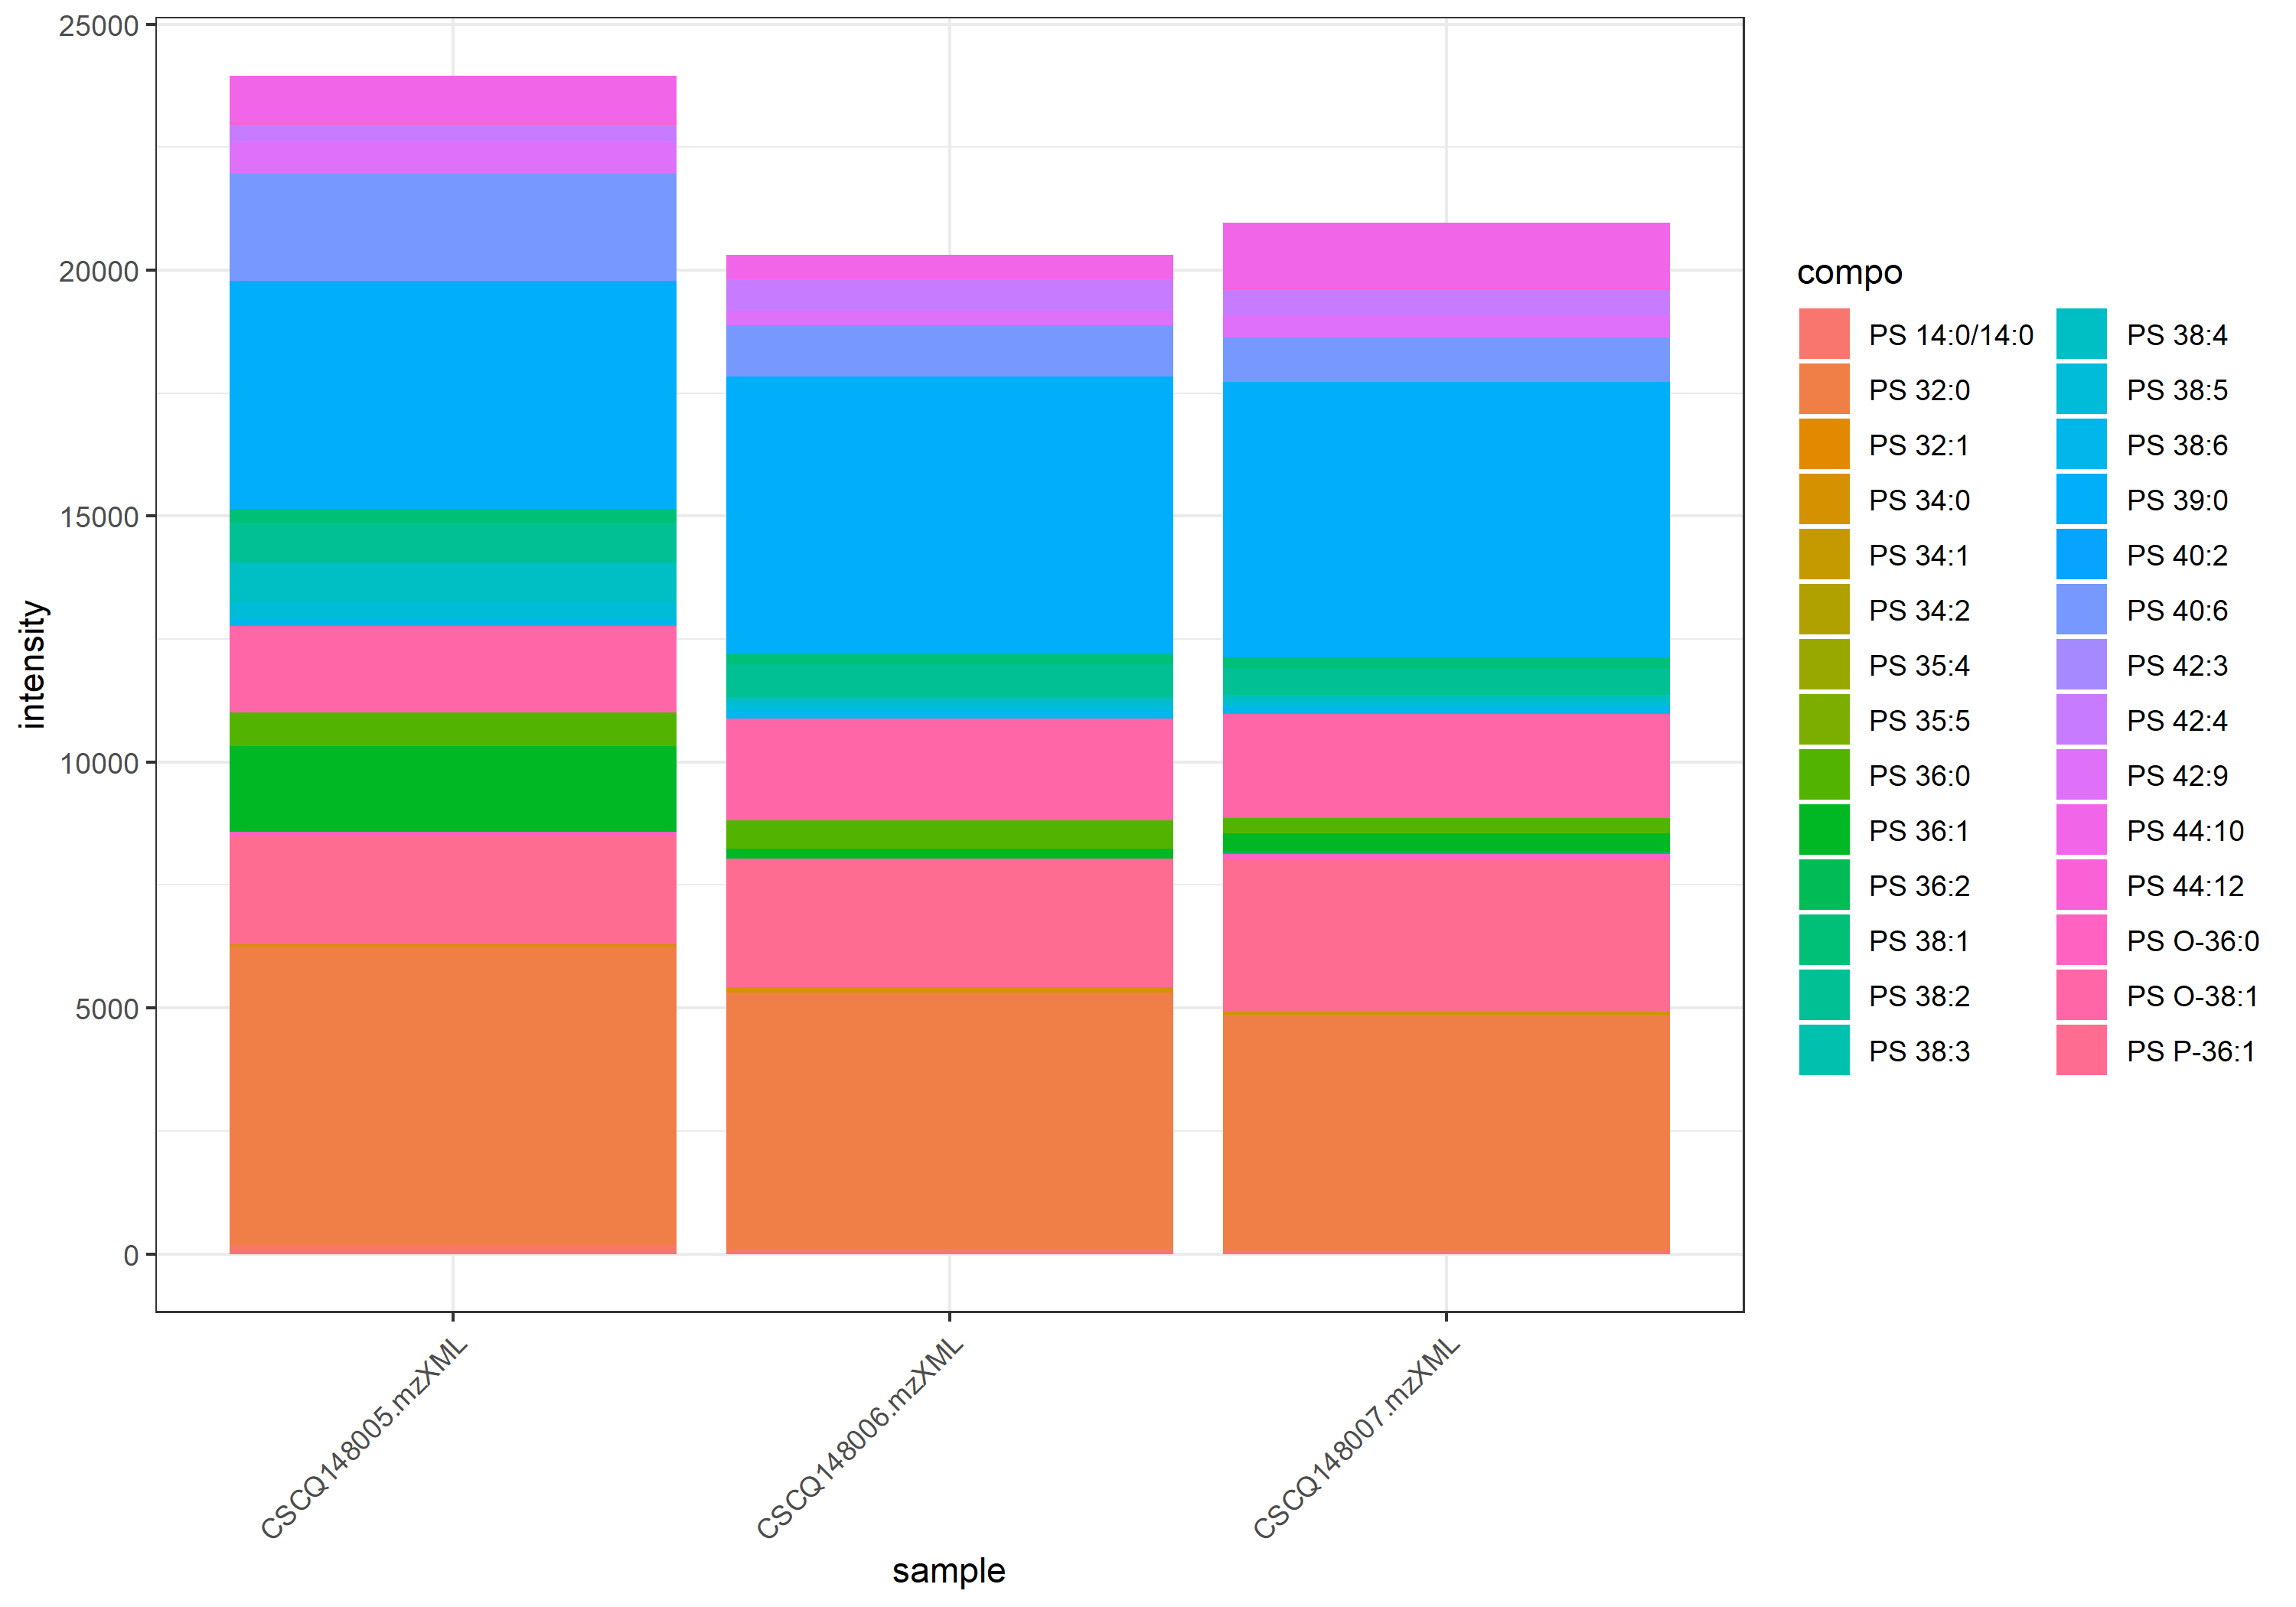 25000
20000
15000
10000
5000
0
intensity
CSCQ148005.mzXML
CSCQ148006.mzXML
CSCQ148007.mzXML
sample
compo
PS 14:0/14:0
PS 32:0
PS 32:1
PS 34:0
PS 34:1
PS 34:2
PS 35:4
PS 35:5
PS 36:0
PS 36:1
PS 36:2
PS 38:1
PS 38:2
PS 38:3
PS 38:4
PS 38:5
PS 38:6
PS 39:0
PS 40:2
PS 40:6
PS 42:3
PS 42:4
PS 42:9
PS 44:10
PS 44:12
PS O-36:0
PS O-38:1
PS P-36:1